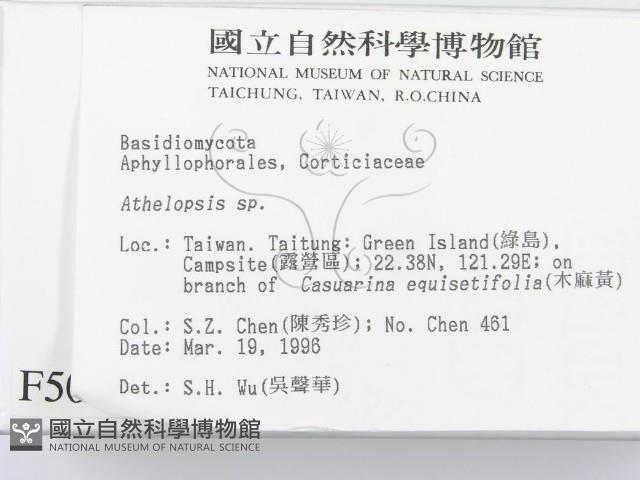 國立自然科學博物館
NATIONAL MUSEUM OF NATURAL SCIENCE
TAICHUNG, TAIWAN, R.O.CHINA
Basidiomycota
Aphyllophorales, Corticiaceae
Athelopsis sp.
Loc.: Taiwan. Taitung: Green Island(綠島),
Campsite(露營區); 22.38N, 121.29E; on
branch of Casuarina equisetifolia(木麻黃)
Col.: S.Z. Chen(陳秀珍); No. Chen 461
Date: Mar. 19, 1996
Det.: S.H. Wu(吳聲華)
國立自然科學博物館
NATIONAL MUSEUM OF NATURAL SCIENCE